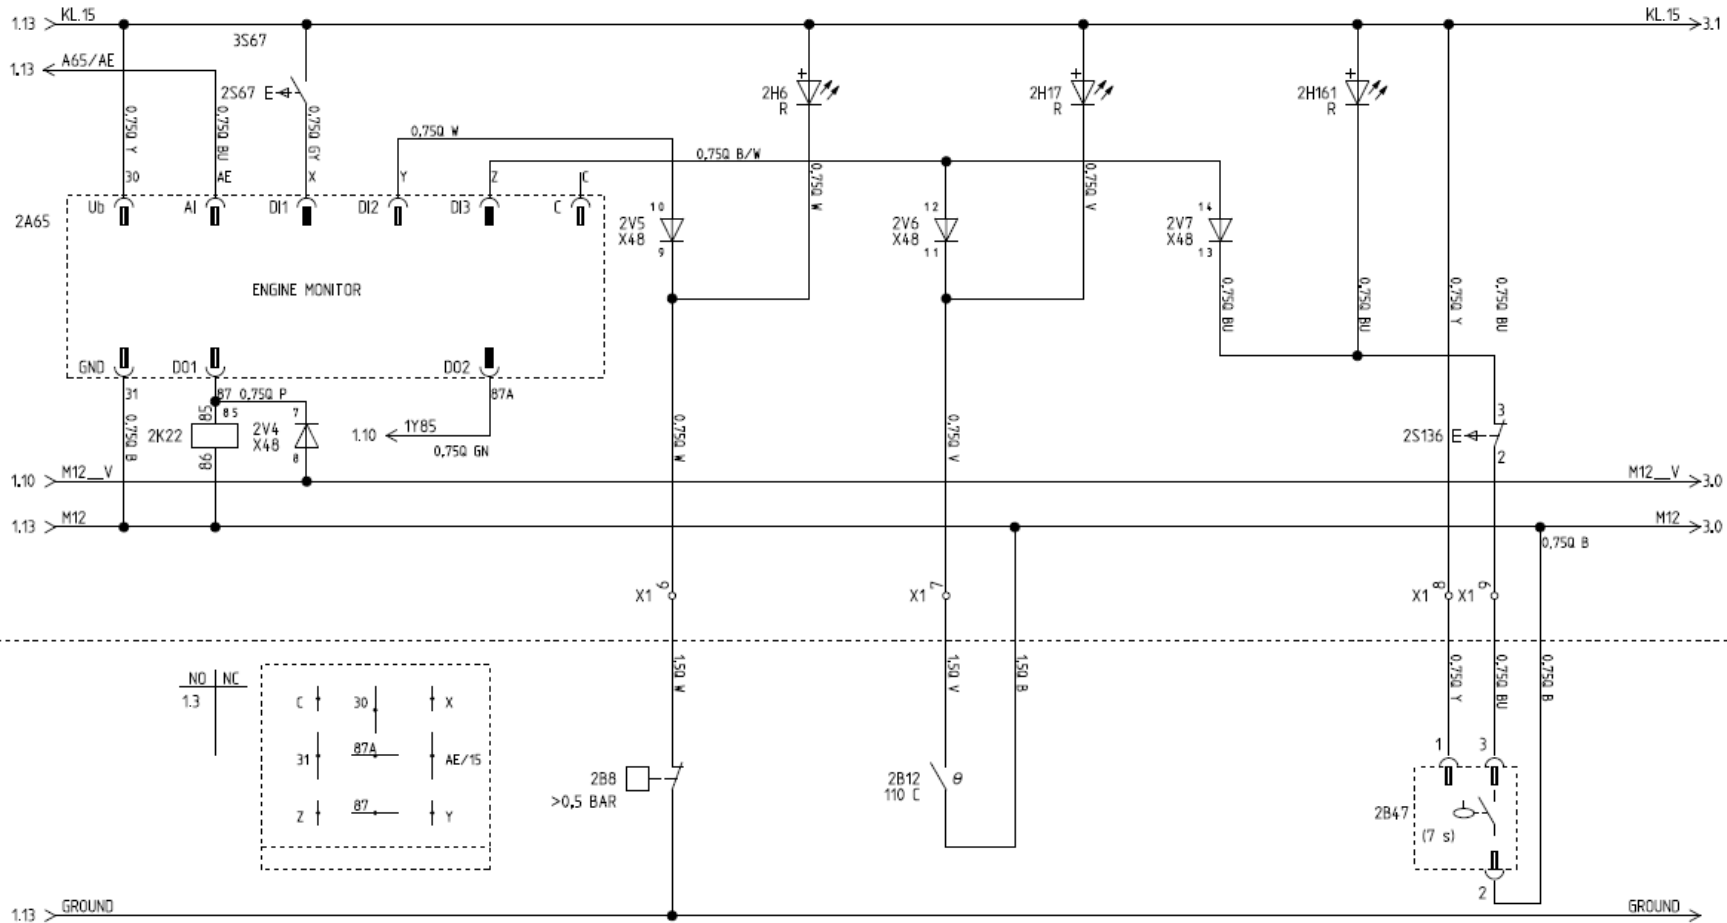 1.13 KL.15 KL.15 3.1
3S67
1.13 A65/AE
2S67 E
2H6
R
2H17
R
2H161
R
0,75Q Y
0,75Q BU
0,75Q GY
0,75Q W
0,75Q B/W
0,75Q W
0,75Q V
30 AE X Y Z C
2A65
Ub AI DI1 DI2 DI3 C
10
2V5
X48
9
12
2V6
X48
11
14
2V7
X48
13
ENGINE MONITOR
0,75Q BU
0,75Q BU
0,75Q Y
0,75Q BU
GND DO1 DO2
31 87 0,75Q P 87A
0,75Q B
85 85 7
2K22
2V4
X48
86 8
1.10 1Y85
0,75Q GN
0,75Q W
0,75Q V
3
2S136 E
2
1.10 M12__V M12__V 3.0
1.13 M12 M12 3.0
0,75Q B
X1 9
X1 7
X1 8
X1 6
NO NC
1.3
C 30 X
31 87A AE/15
Z 87 Y
1,5Q W
1,5Q V
1,5Q B
0,75Q Y
0,75Q BU
0,75Q B
2B8
>0,5 BAR
2B12
110 C
θ
1 3
2B47
(7 s)
2
1.13 GROUND GROUND